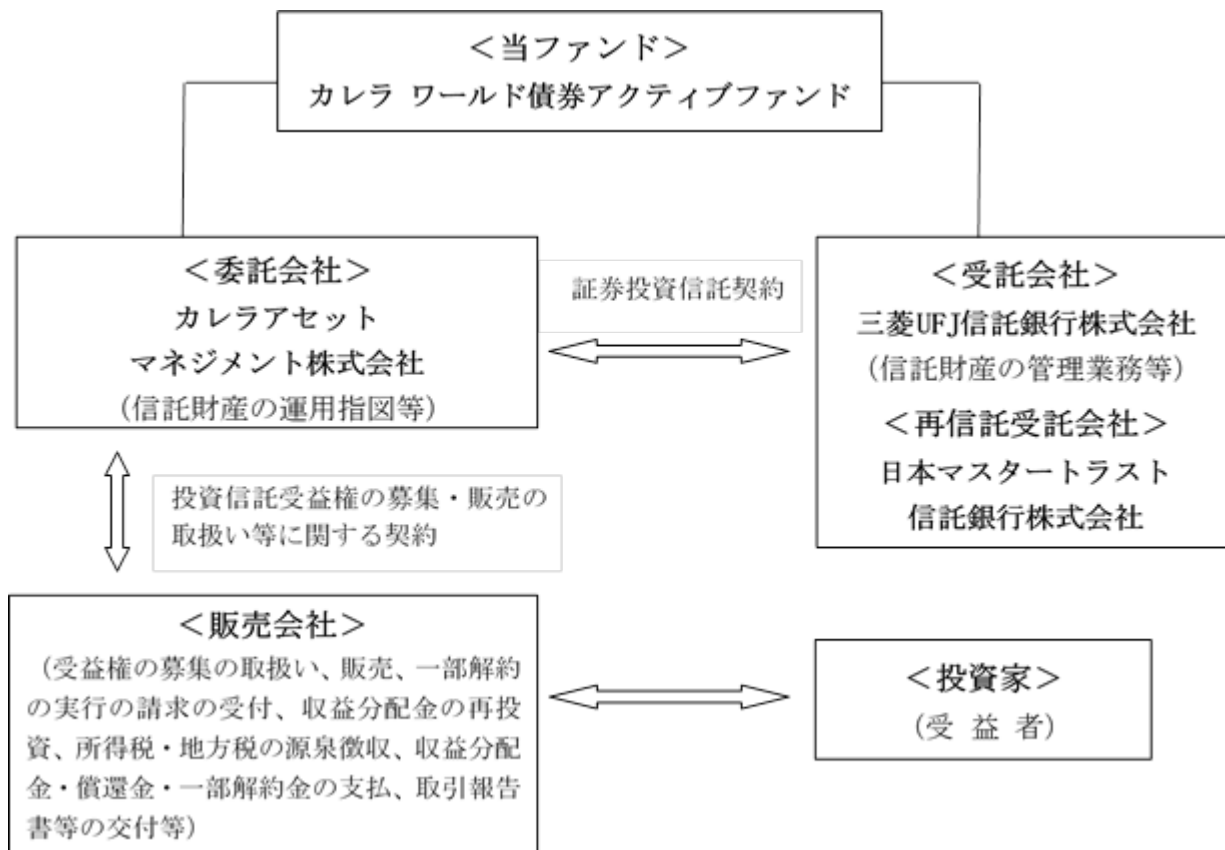 ＜当ファンド＞
カレラ ワールド債券アクティブファンド
＜委託会社＞
カレラアセット
マネジメント株式会社
（信託財産の運用指図等）
証券投資信託契約
＜受託会社＞
三菱UFJ信託銀行株式会社
（信託財産の管理業務等）
＜再信託受託会社＞
日本マスタートラスト
信託銀行株式会社
投資信託受益権の募集・販売の
取扱い等に関する契約
＜販売会社＞
（受益権の募集の取扱い、販売、一部解約
の実行の請求の受付、収益分配金の再投
資、所得税・地方税の源泉徴収、収益分配
金・償還金・一部解約金の支払、取引報告
書等の交付等）
＜投資家＞
（受 益 者）